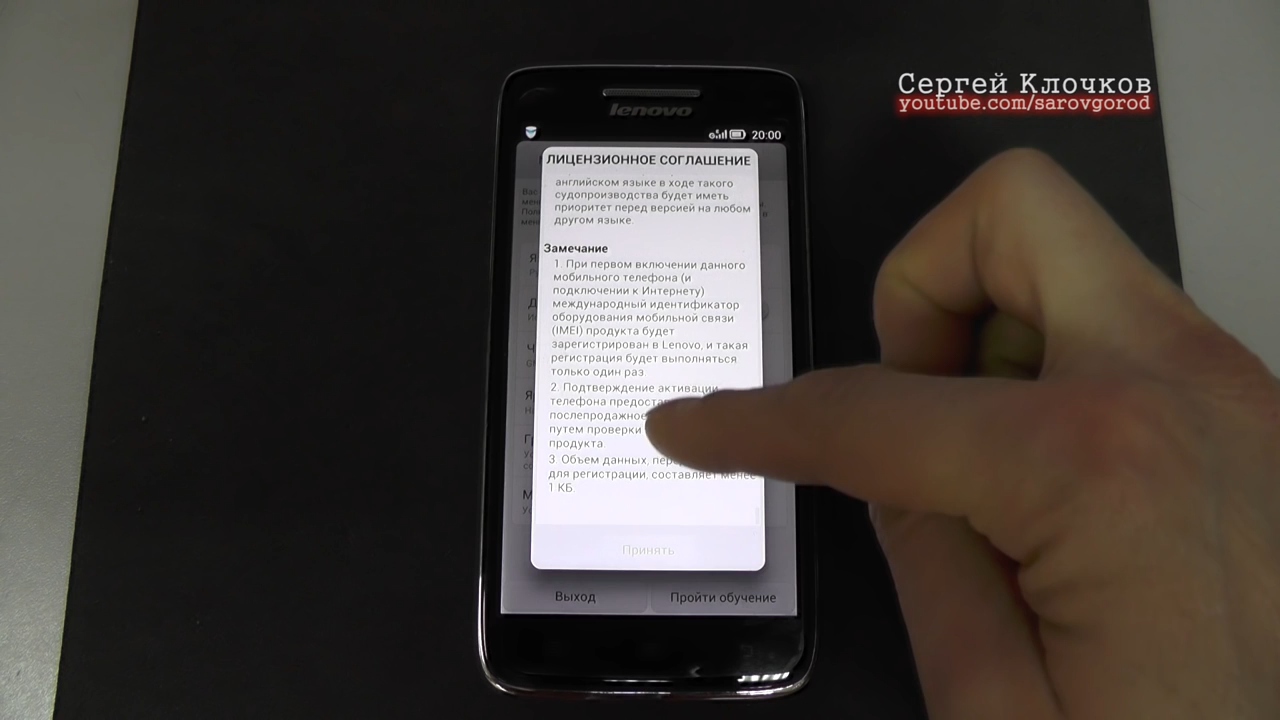 Сергей Клочков
youtube.com/sarovgorod
lenovo
20:00
ЛИЦЕНЗИОННОЕ СОГЛАШЕНИЕ
английском языке в ходе такого
судопроизводства будет иметь
приоритет перед версией на любом
другом языке.
Замечание
1. При первом включении данного
мобильного телефона (и
подключении к Интернету)
международный идентификатор
оборудования мобильной связи
(IMEI) продукта будет
зарегистрирован в Lenovo, и такая
регистрация будет выполняться
только один раз
2. Подтверждение активации
телефона
послепродажное
путем проверки
продукта
3. Объем данных,
для регистрации, составляет менее
1 КБ.
Принять
Выход
Пройти обучение